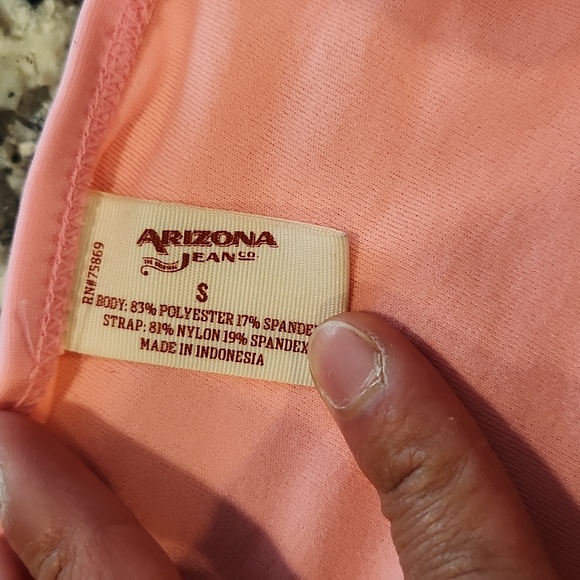 ARIZONA
THE ORIGINAL JEAN CO.
S
BODY: 83% POLYESTER 17% SPANDE
STRAP: 81% NYLON 19% SPANDEX
MADE IN INDONESIA
RN#75869